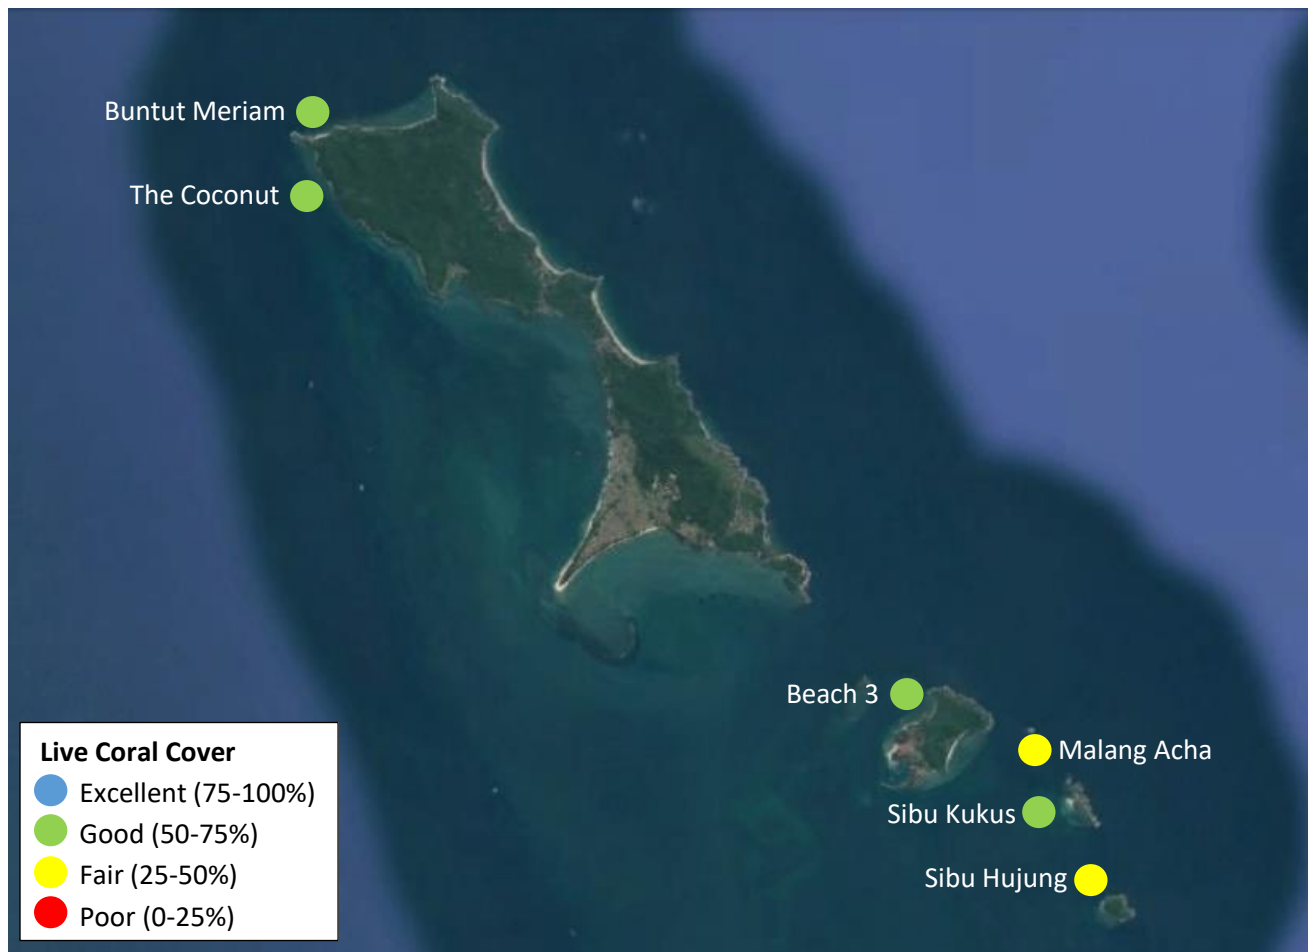 Buntut Meriam
The Coconut
Beach 3
Malang Acha
Sibu Kukus
Sibu Hujung
Live Coral Cover
Excellent (75-100%)
Good (50-75%)
Fair (25-50%)
Poor (0-25%)